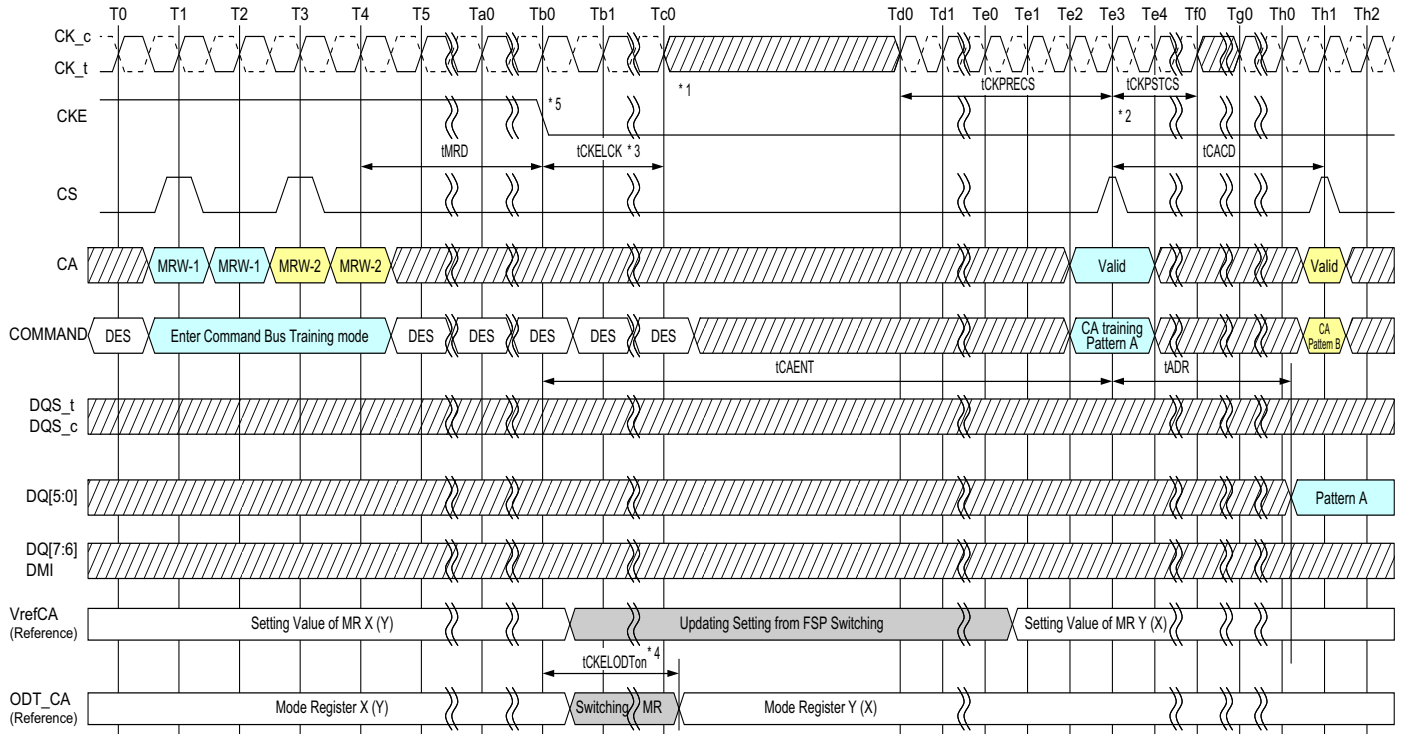 T0 T1 T2 T3 T4 T5 Ta0 Tb0 Tb1 Tc0 Td0 Td1 Te0 Te1 Te2 Te3 Te4 Tf0 Tg0 Th0 Th1 Th2
CK_c
CK_t
* 1
tCKPRECS tCKPSTCS
CKE
* 5
* 2
tMRD tCKELCK * 3 tCACD
CS
CA MRW-1 MRW-1 MRW-2 MRW-2 Valid Valid
COMMAND DES Enter Command Bus Training mode DES DES DES DES DES CA training Pattern A CA Pattern B
tCAENT tADR
DQS_t
DQS_c
DQ[5:0] Pattern A
DQ[7:6]
DMI
VrefCA
(Reference)
Setting Value of MR X (Y) Updating Setting from FSP Switching Setting Value of MR Y (X)
tCKELODTon * 4
ODT_CA
(Reference)
Mode Register X (Y) Switching MR Mode Register Y (X)